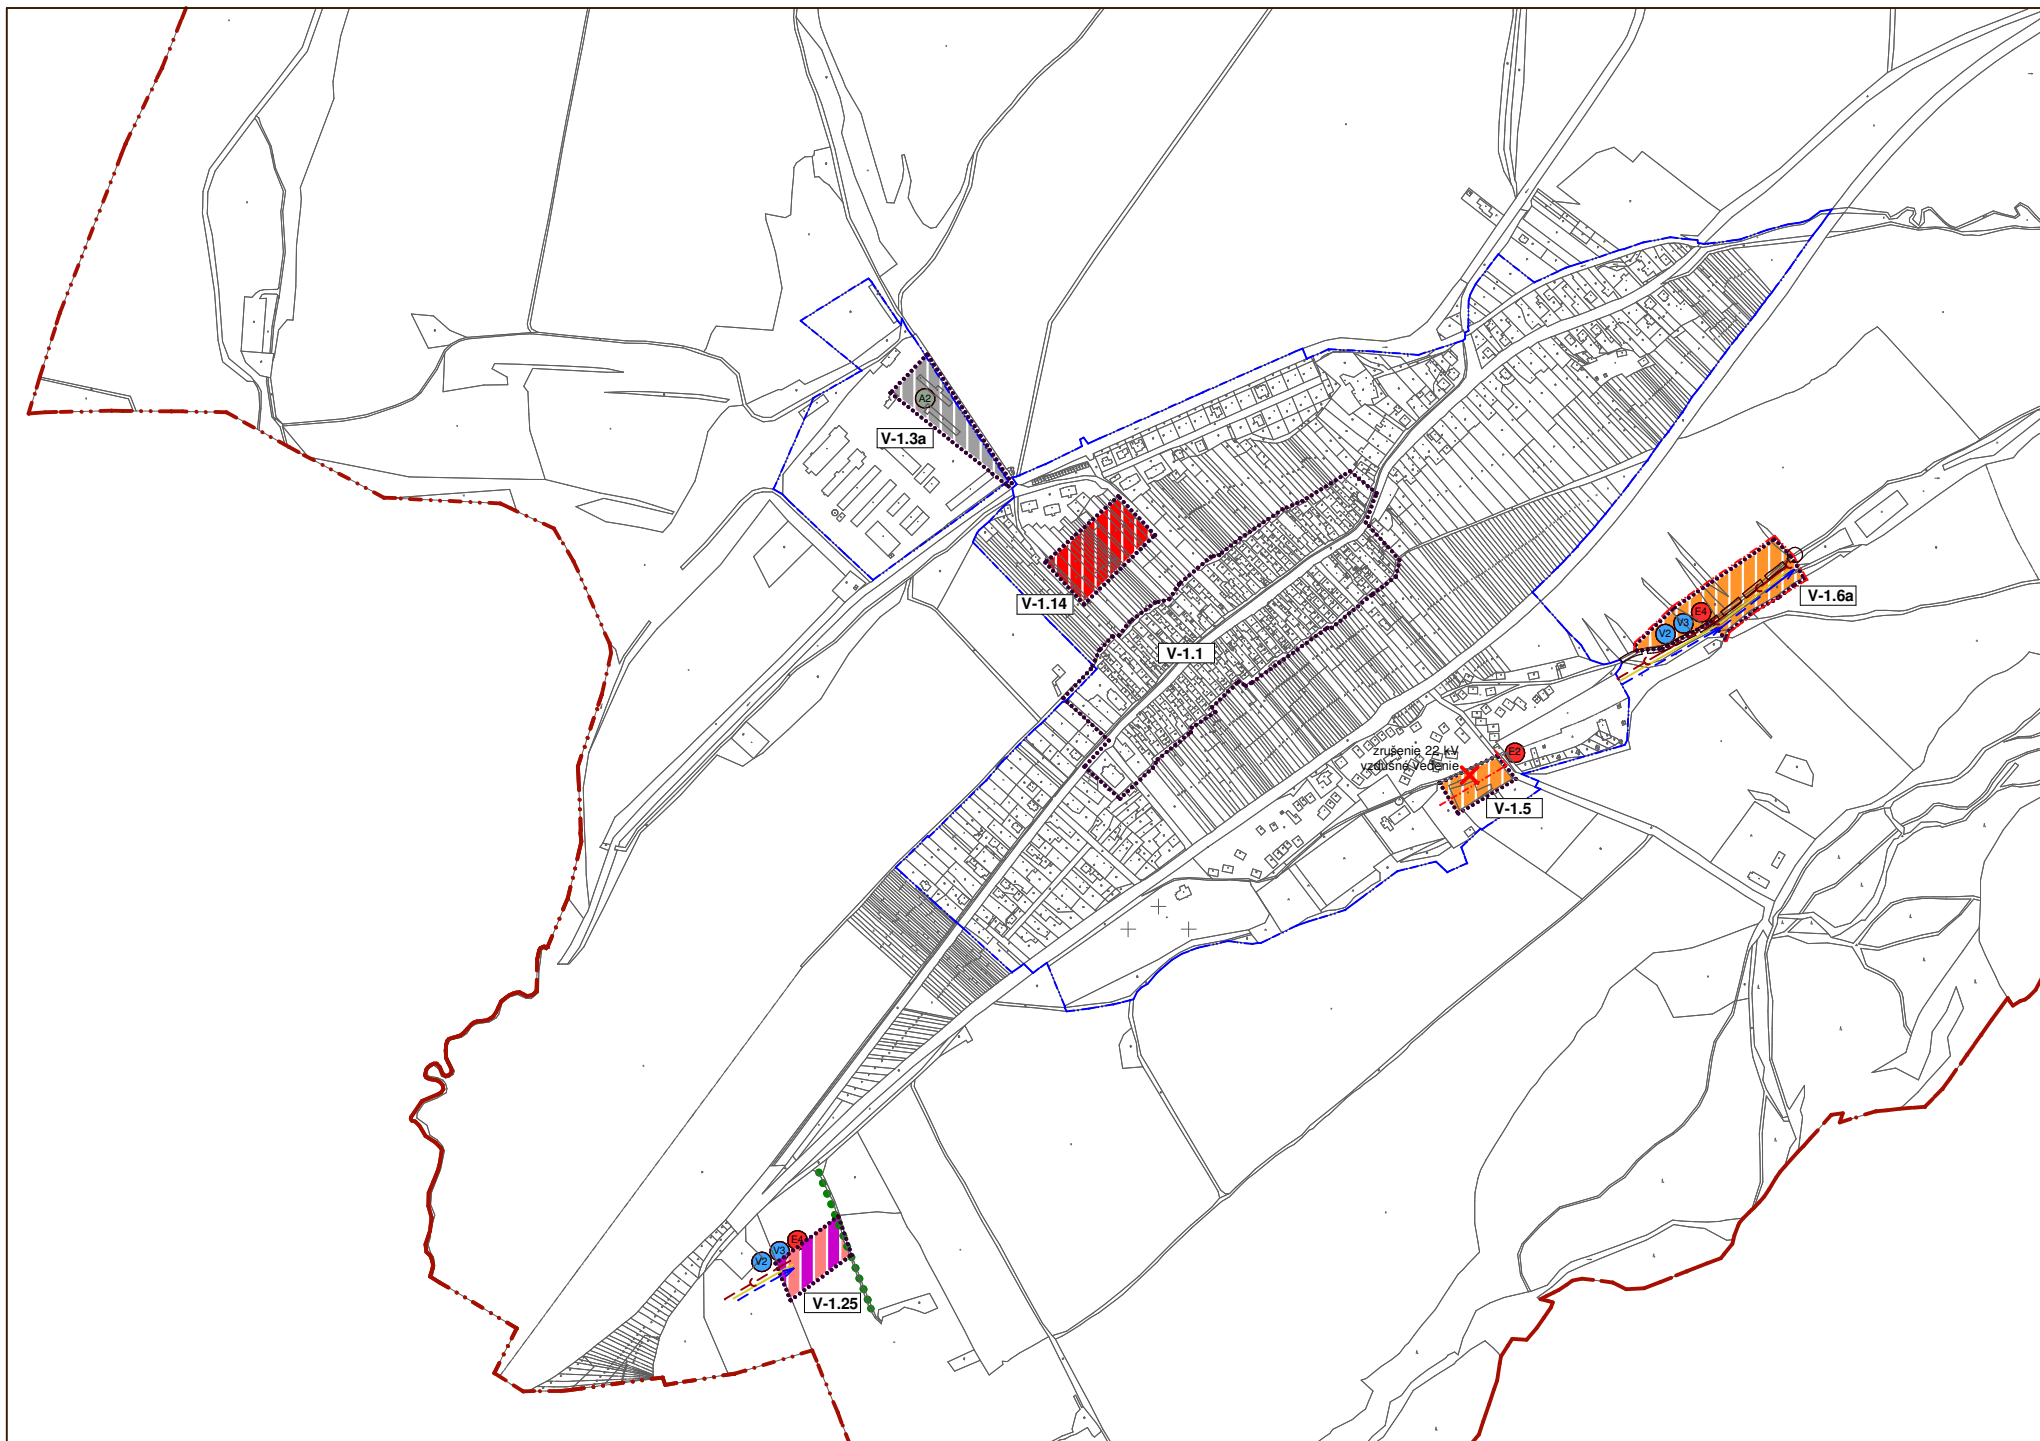 A2
V-1.3a
V-1.14
V-1.1
V2
V3
E4
V-1.6a
zrušenie 22 kV
vzdušné vedenie
E2
V-1.5
V2
V3
E4
V-1.25